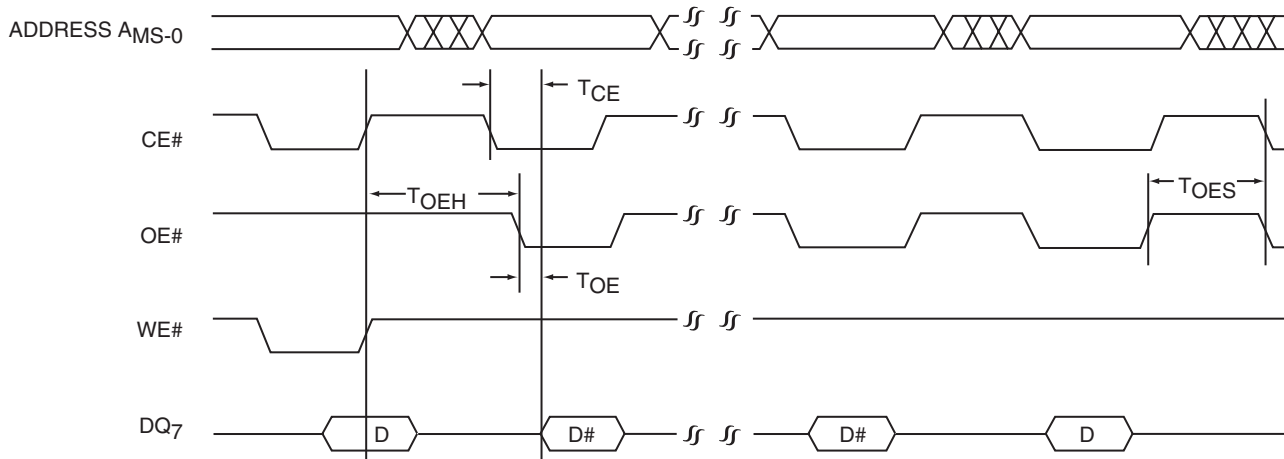 ADDRESS AMS-0
TCE
CE#
TOEH
TOES
OE#
TOE
WE#
DQ7
D
D#
D#
D